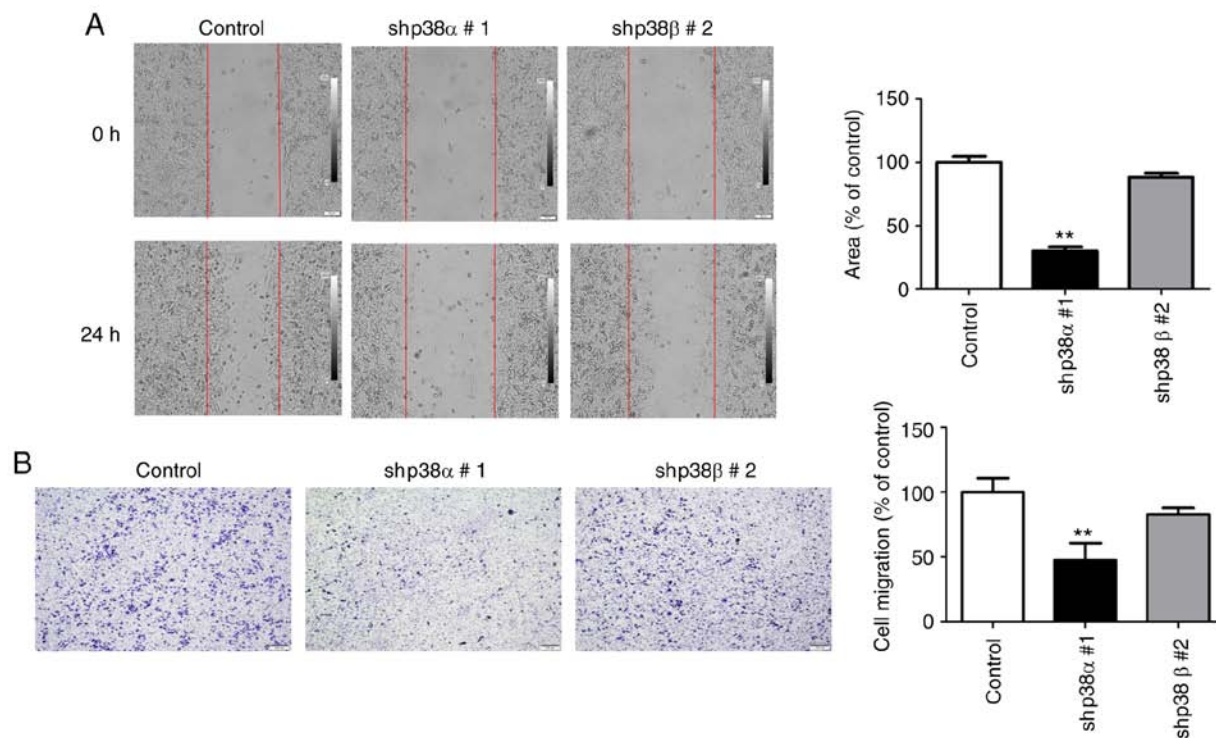 A
Control
shp38α # 1
shp38β # 2
0 h
24 h
Area (% of control)
150
100
50
0
**
Control
shp38α #1
shp38 β #2
B
Control
shp38α # 1
shp38β # 2
Cell migration (% of control)
150
100
50
0
**
Control
shp38α #1
shp38 β #2